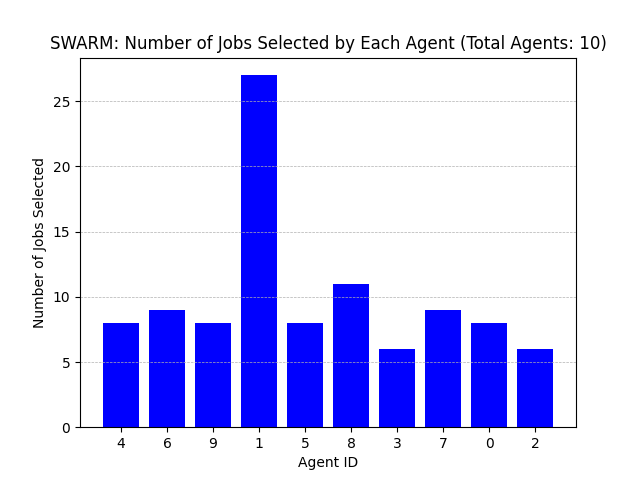 SWARM: Number of Jobs Selected by Each Agent (Total Agents: 10)
Number of Jobs Selected
25
20
15
10
5
0
4 6 9 1 5 8 3 7 0 2
Agent ID